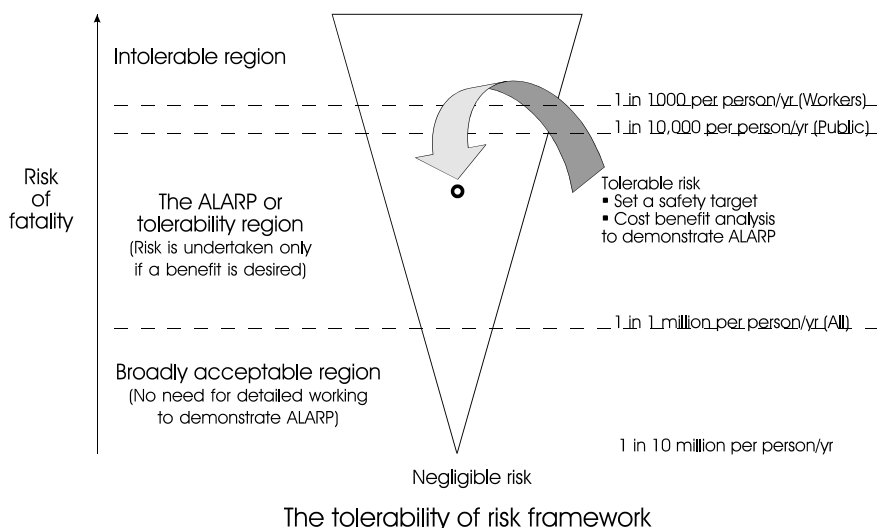 Intolerable region
1 in 1000 per person/yr (Workers)
1 in 10,000 per person/yr (Public)
Risk
of
fatality
The ALARP or
tolerability region
(Risk is undertaken only
if a benefit is desired)
Tolerable risk
▪ Set a safety target
▪ Cost benefit analysis
to demonstrate ALARP
1 in 1 million per person/yr (All)
Broadly acceptable region
(No need for detailed working
to demonstrate ALARP)
1 in 10 million per person/yr
Negligible risk
The tolerability of risk framework